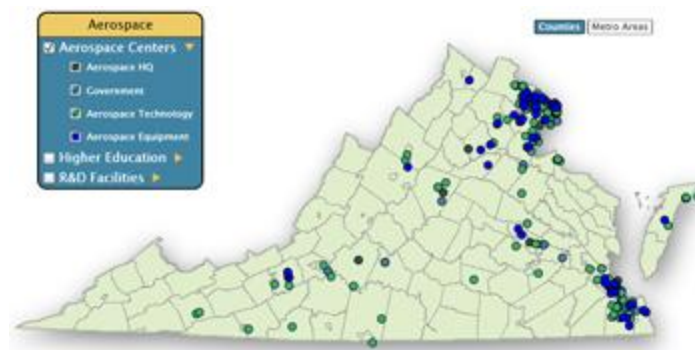 Aerospace
Aerospace Centers
Aerospace HQ
Government
Aerospace Technology
Aerospace Equipment
Higher Education
R&D Facilities
Counties
Metro Areas